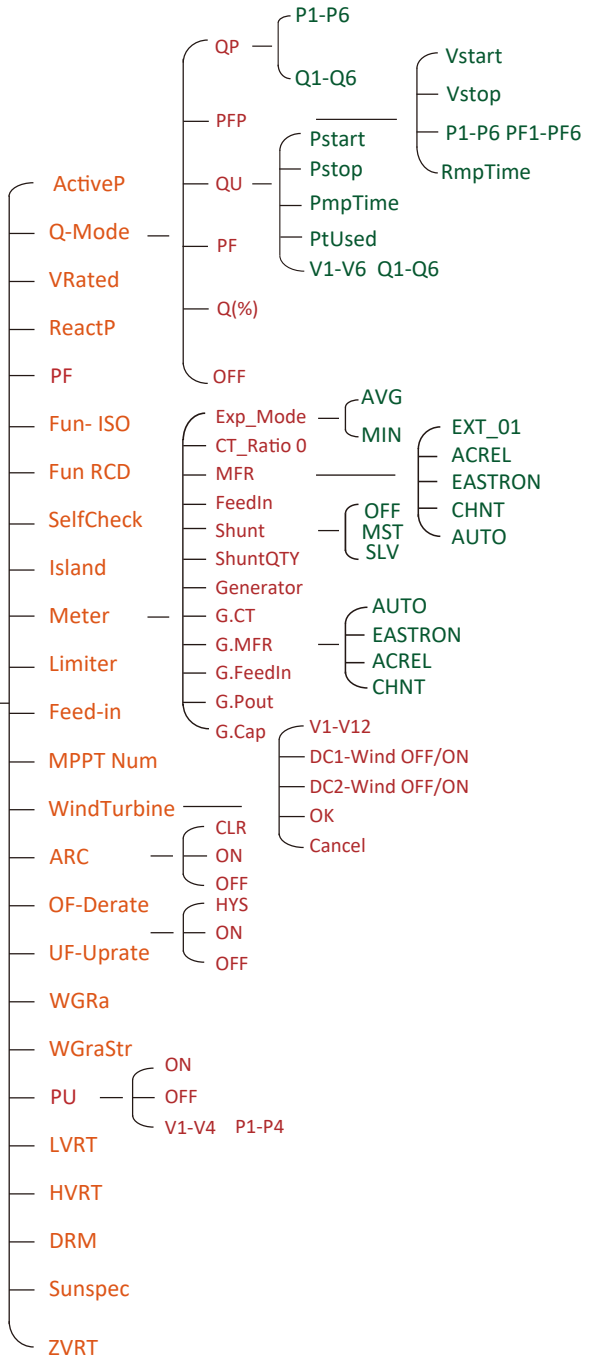 ActiveP
Q-Mode
QP
P1-P6
Q1-Q6
PFP
Vstart
Vstop
P1-P6 PF1-PF6
RmpTime
QU
Pstart
Pstop
PmpTime
PtUsed
V1-V6 Q1-Q6
PF
Q(%)
OFF
VRated
ReactP
PF
Fun- ISO
Fun RCD
SelfCheck
Island
Meter
Exp_Mode
AVG
MIN
CT_Ratio 0
MFR
EXT_01
ACREL
EASTRON
CHNT
AUTO
FeedIn
Shunt
OFF
MST
SLV
ShuntQTY
Generator
G.CT
G.MFR
AUTO
EASTRON
ACREL
CHNT
G.FeedIn
G.Pout
G.Cap
Limiter
Feed-in
MPPT Num
WindTurbine
V1-V12
DC1-Wind OFF/ON
DC2-Wind OFF/ON
OK
Cancel
ARC
CLR
ON
OFF
OF-Derate
UF-Uprate
HYS
ON
OFF
WGRa
WGraStr
PU
ON
OFF
V1-V4 P1-P4
LVRT
HVRT
DRM
Sunspec
ZVRT